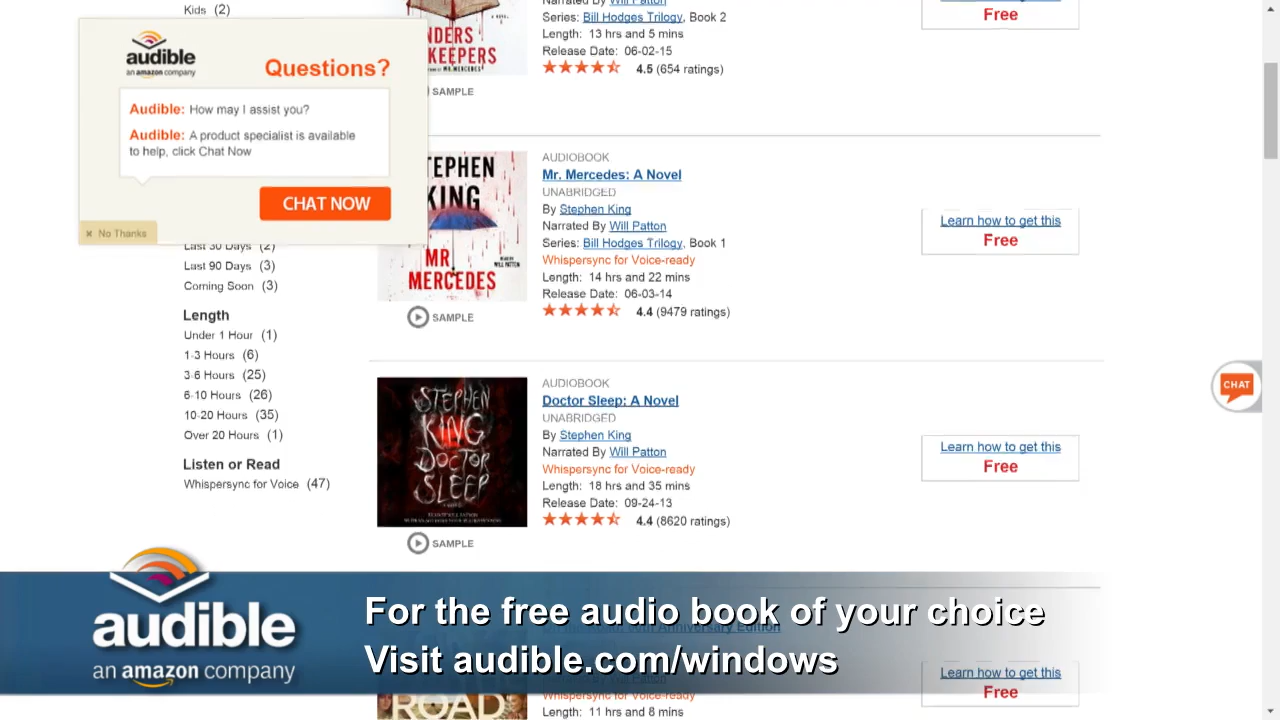 Kids (2)
audible
an amazon company
Questions?
Audible: How may I assist you?
Audible: A product specialist is available
to help, click Chat Now
CHAT NOW
× No Thanks
Last 30 Days (2)
Last 90 Days (3)
Coming Soon (3)
Length
Under 1 Hour (1)
1-3 Hours (6)
3-6 Hours (25)
6-10 Hours (26)
10-20 Hours (35)
Over 20 Hours (1)
Listen or Read
Whispersync for Voice (47)
Narrated By Will Patton
Series: Bill Hodges Trilogy, Book 2
Length: 13 hrs and 5 mins
Release Date: 06-02-15
4.5 (654 ratings)
SAMPLE
Free
STEPHEN
KING
MR.
MERCEDES
READ BY
WILL PATTON
SAMPLE
AUDIOBOOK
Mr. Mercedes: A Novel
UNABRIDGED
By Stephen King
Narrated By Will Patton
Series: Bill Hodges Trilogy, Book 1
Whispersync for Voice-ready
Length: 14 hrs and 22 mins
Release Date: 06-03-14
4.4 (9479 ratings)
Learn how to get this
Free
STEPHEN
KING
DOCTOR
SLEEP
SAMPLE
AUDIOBOOK
Doctor Sleep: A Novel
UNABRIDGED
By Stephen King
Narrated By Will Patton
Whispersync for Voice-ready
Length: 18 hrs and 35 mins
Release Date: 09-24-13
4.4 (8620 ratings)
Learn how to get this
Free
CHAT
audible
an amazon company
For the free audio book of your choice
Visit audible.com/windows
Anniversary Edition
ROAD
Whispersync for Voice-ready
Length: 11 hrs and 8 mins
Learn how to get this
Free